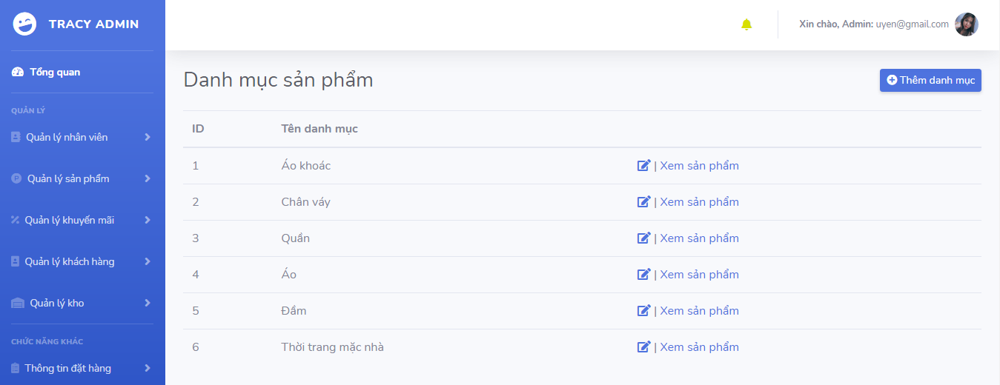 TRACY ADMIN
Xin chào, Admin: uyen@gmail.com
Tổng quan
QUẢN LÝ
Quản lý nhân viên
Quản lý sản phẩm
Quản lý khuyến mãi
Quản lý khách hàng
Quản lý kho
CHỨC NĂNG KHÁC
Thông tin đặt hàng
Danh mục sản phẩm
Thêm danh mục
ID Tên danh mục
1 Áo khoác | Xem sản phẩm
2 Chân váy | Xem sản phẩm
3 Quần | Xem sản phẩm
4 Áo | Xem sản phẩm
5 Đầm | Xem sản phẩm
6 Thời trang mặc nhà | Xem sản phẩm